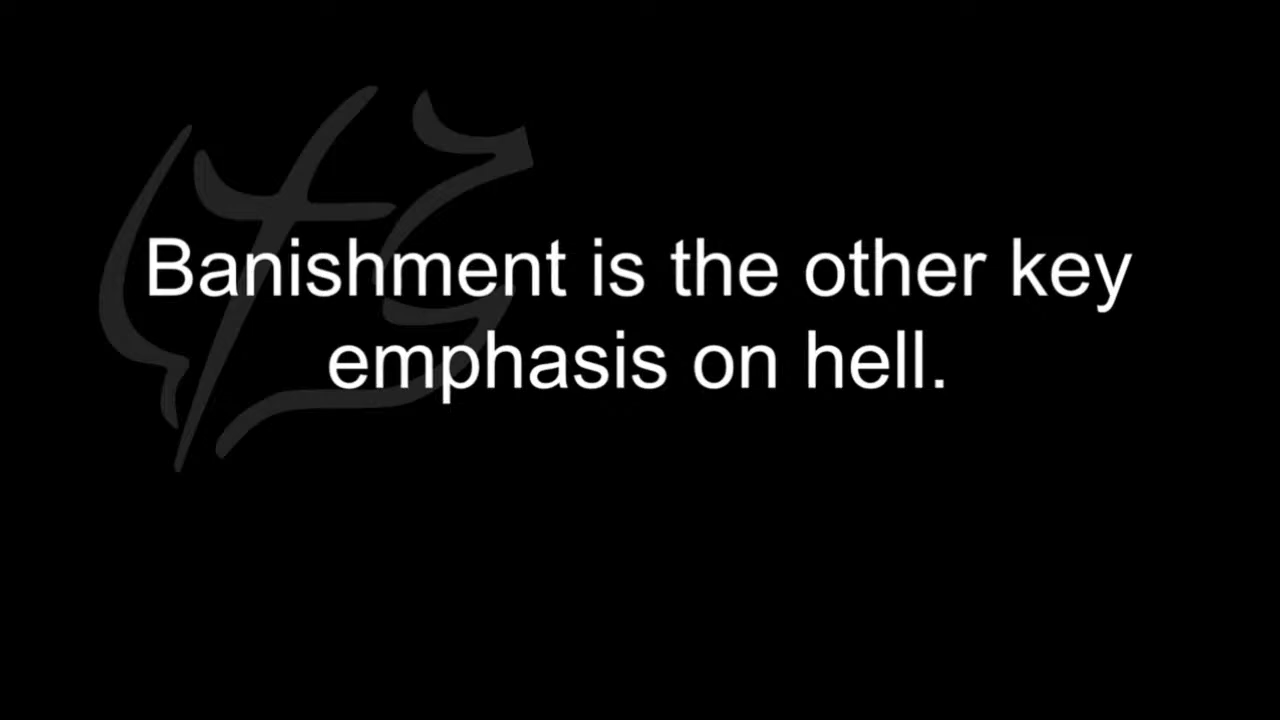 Banishment is the other key
emphasis on hell.